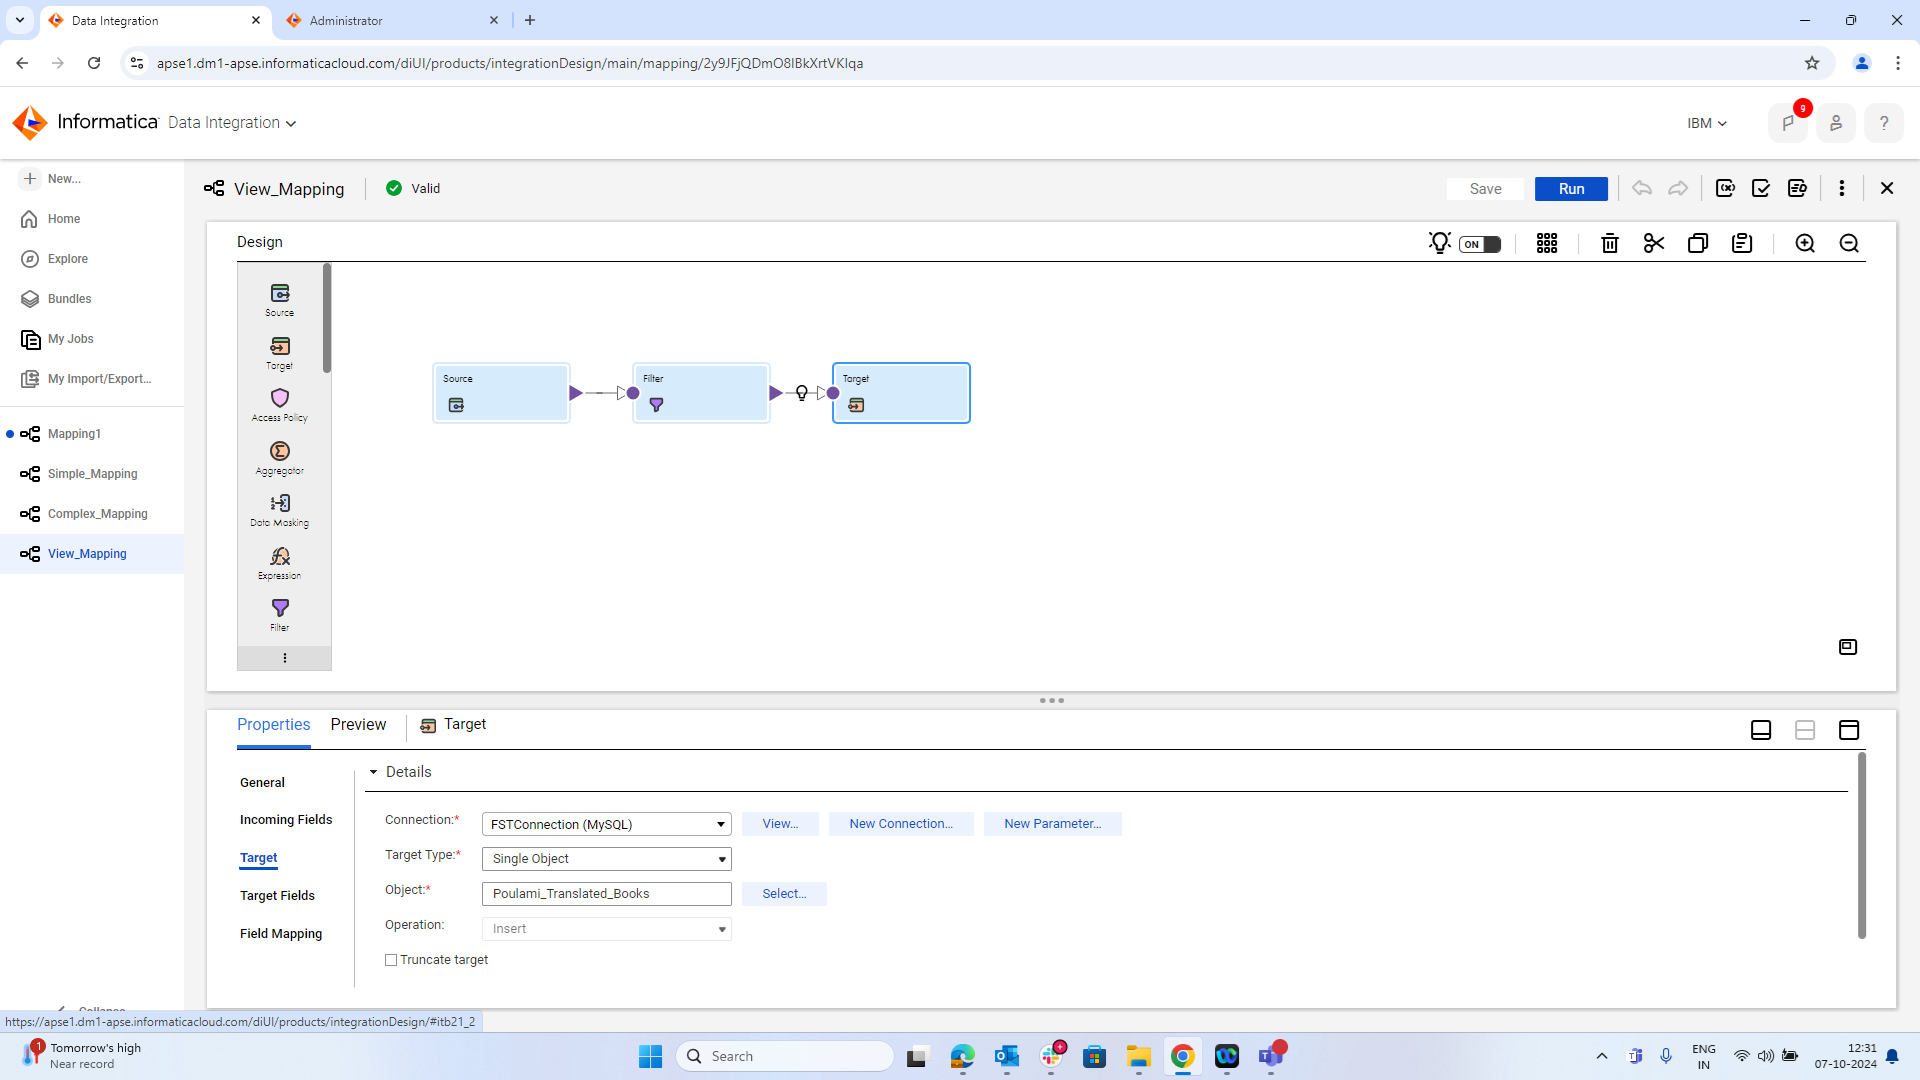 Data Integration
Administrator
apse1.dm1-apse.informaticacloud.com/diUI/products/integrationDesign/main/mapping/2y9JFjQDmO8lBkXrtVKlqa
Informatica Data Integration
IBM
9
?
New...
Home
Explore
Bundles
My Jobs
My Import/Export...
Mapping1
Simple_Mapping
Complex_Mapping
View_Mapping
View_Mapping
Valid
Save
Run
Design
ON
Source
Target
Access Policy
Aggregator
Data Masking
Expression
Filter
Source
Filter
Target
Properties
Preview
Target
General
Incoming Fields
Target
Target Fields
Field Mapping
Details
Connection:* FSTConnection (MySQL) View... New Connection... New Parameter...
Target Type:* Single Object
Object:* Poulami_Translated_Books Select...
Operation: Insert
Truncate target
https://apse1.dm1-apse.informaticacloud.com/diUI/products/integrationDesign/#itb21_2
1
Tomorrow's high
Near record
Search
ENG
IN
12:31
07-10-2024